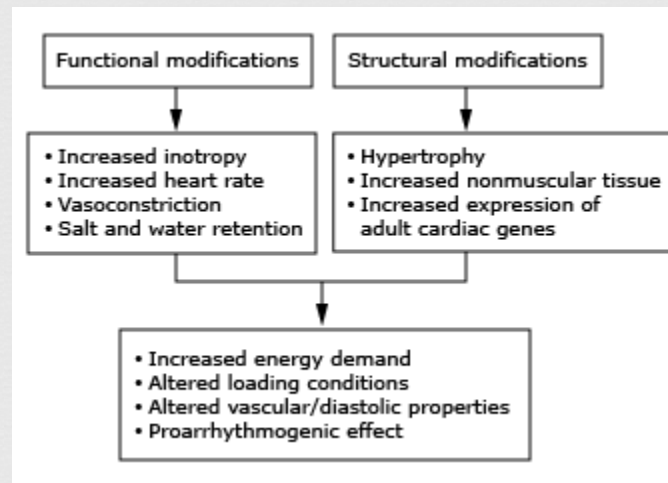 Functional modifications
Structural modifications
• Increased inotropy
• Increased heart rate
• Vasoconstriction
• Salt and water retention
• Hypertrophy
• Increased nonmuscular tissue
• Increased expression of
adult cardiac genes
• Increased energy demand
• Altered loading conditions
• Altered vascular/diastolic properties
• Proarrhythmogenic effect